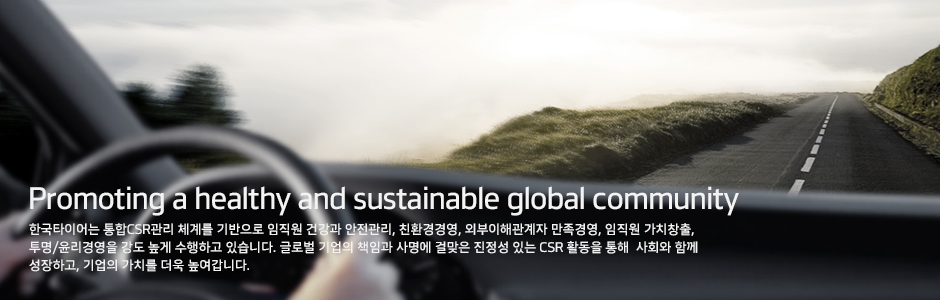 Promoting a healthy and sustainable global community
한국타이어는 통합CSR관리 체계를 기반으로 임직원 건강과 안전관리, 친환경경영, 외부이해관계자 만족경영, 임직원 가치창출,
투명/윤리경영을 강도 높게 수행하고 있습니다. 글로벌 기업의 책임과 사명에 걸맞은 진정성 있는 CSR 활동을 통해 사회와 함께
성장하고, 기업의 가치를 더욱 높여갑니다.